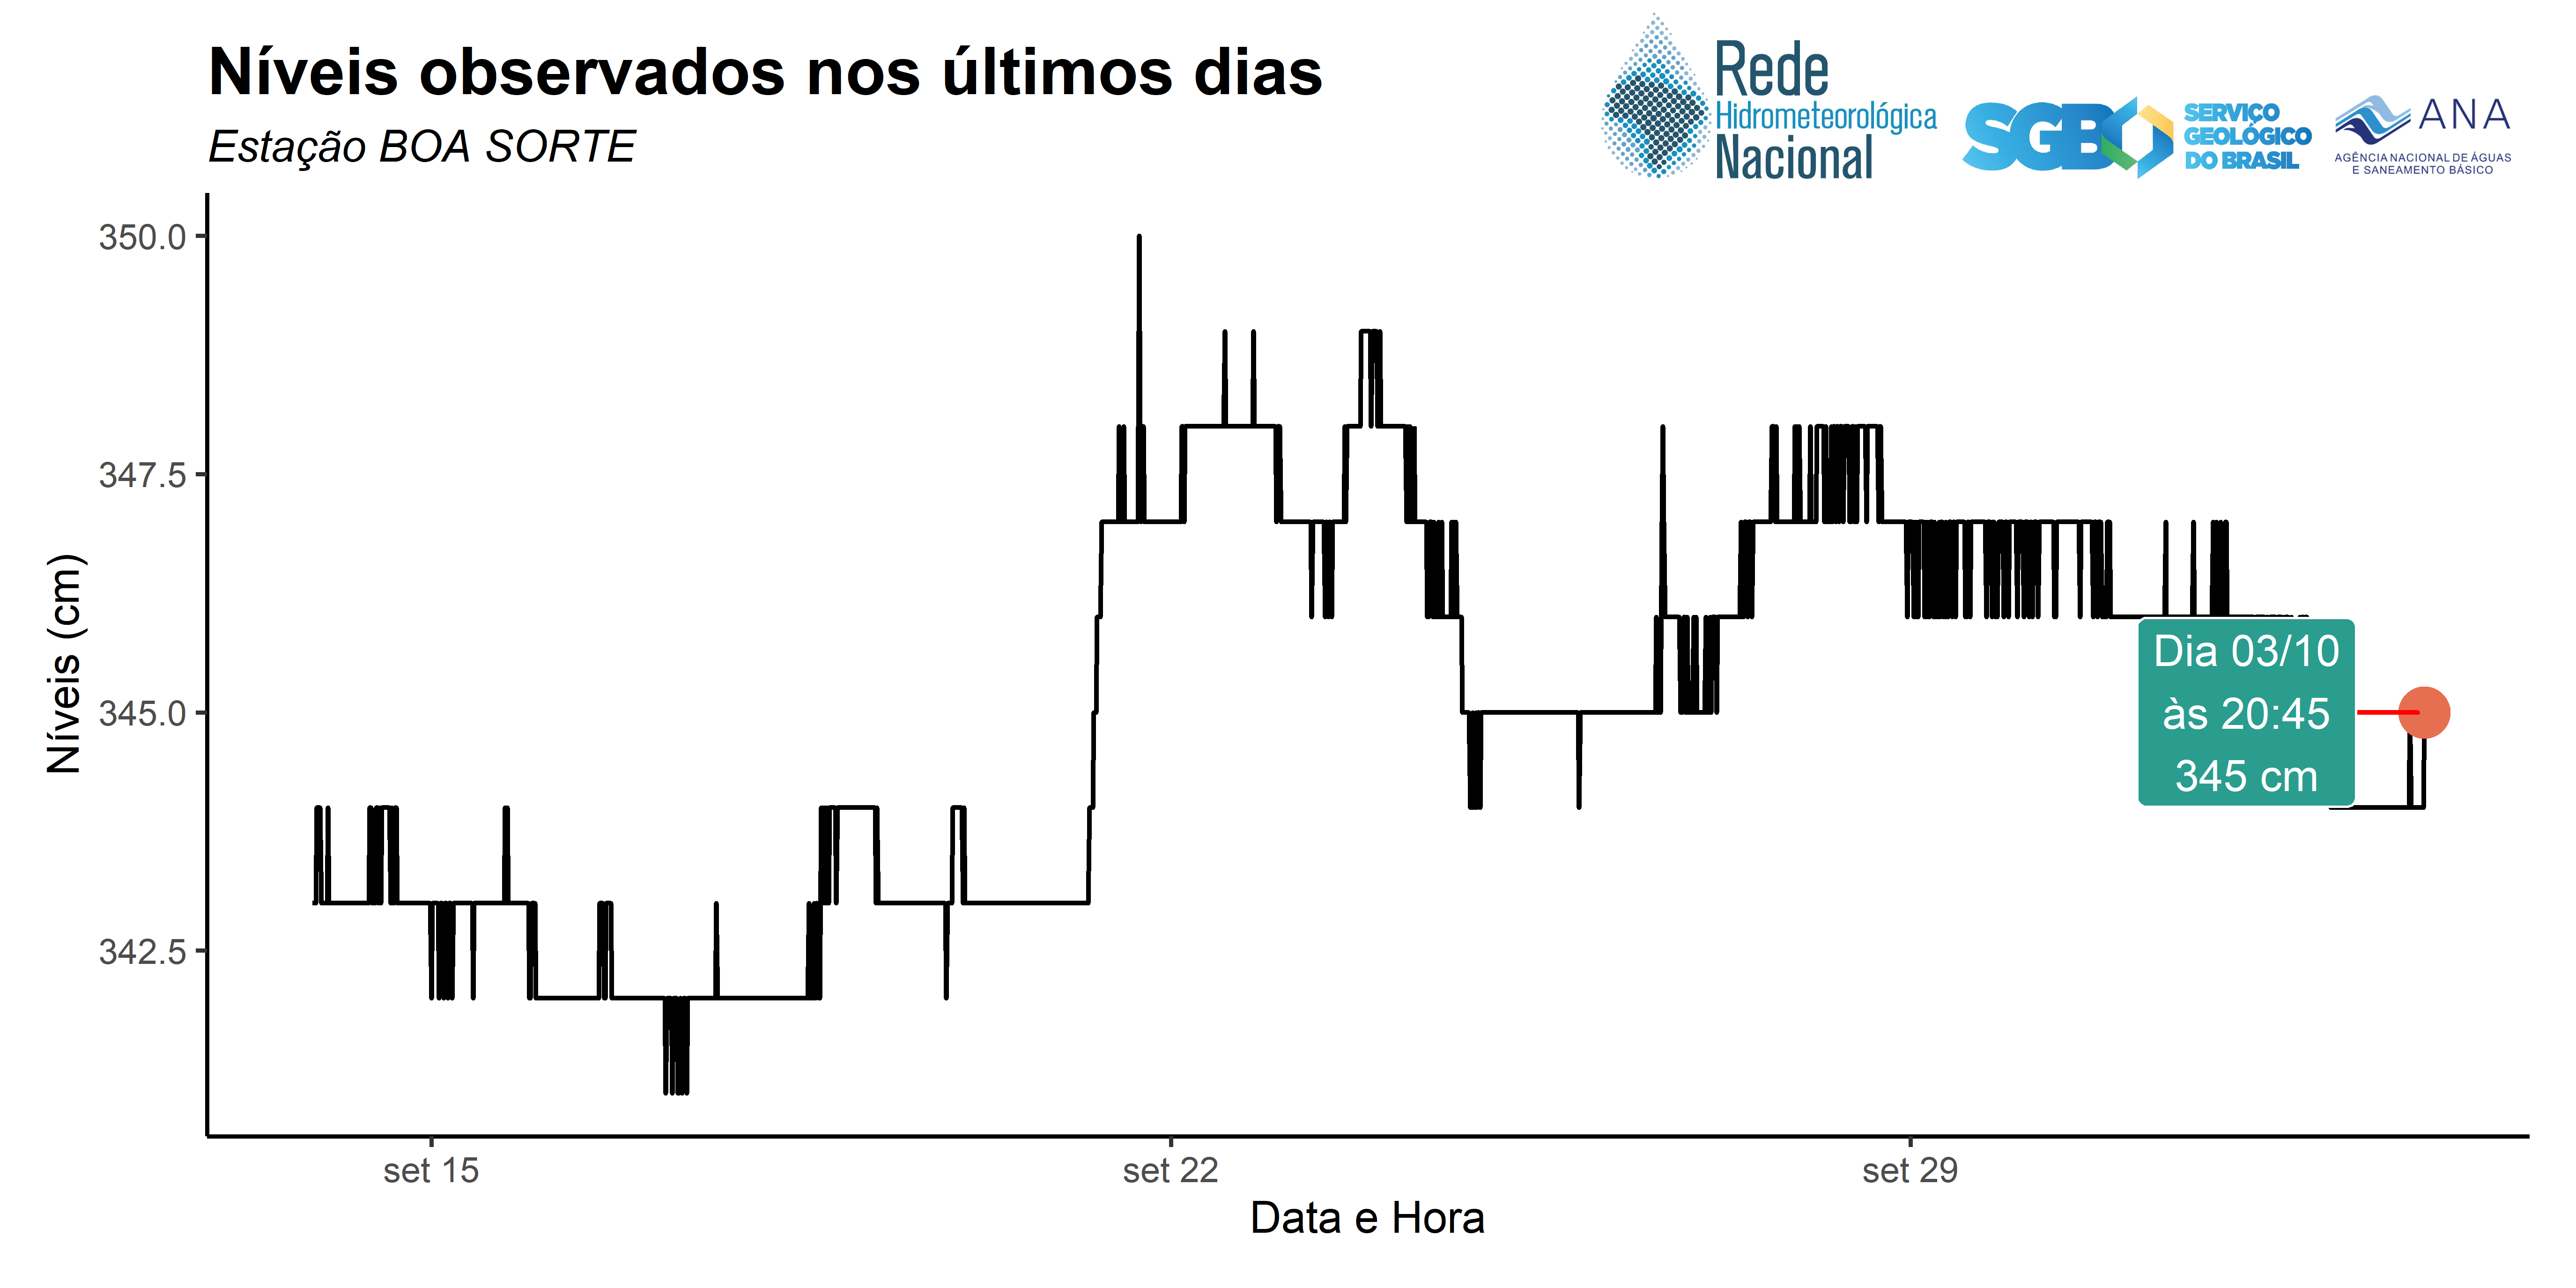 Níveis observados nos últimos dias
Estação BOA SORTE
Rede
Hidrometeorológica
Nacional
SGB
SERVIÇO
GEOLÓGICO
DO BRASIL
ANA
AGÊNCIA NACIONAL DE ÁGUAS
E SANEAMENTO BÁSICO
Níveis (cm)
350.0
347.5
345.0
342.5
Dia 03/10
às 20:45
345 cm
set 15
set 22
set 29
Data e Hora